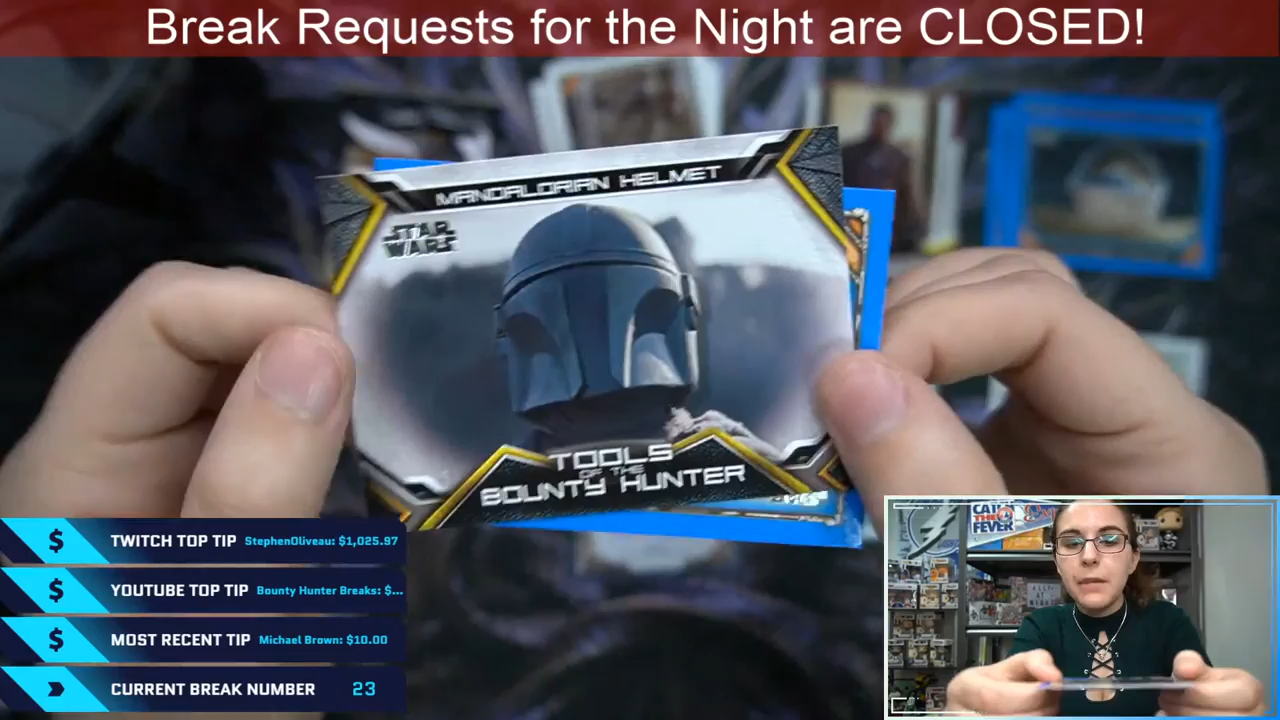 Break Requests for the Night are CLOSED!
MANDALORIAN HELMET
STAR
WARS
TOOLS
OF THE
BOUNTY HUNTER
$ TWITCH TOP TIP StephenOliveau: $1,025.97
$ YOUTUBE TOP TIP Bounty Hunter Breaks: $...
$ MOST RECENT TIP Michael Brown: $10.00
CURRENT BREAK NUMBER 23
CATCH
THE
FEVER